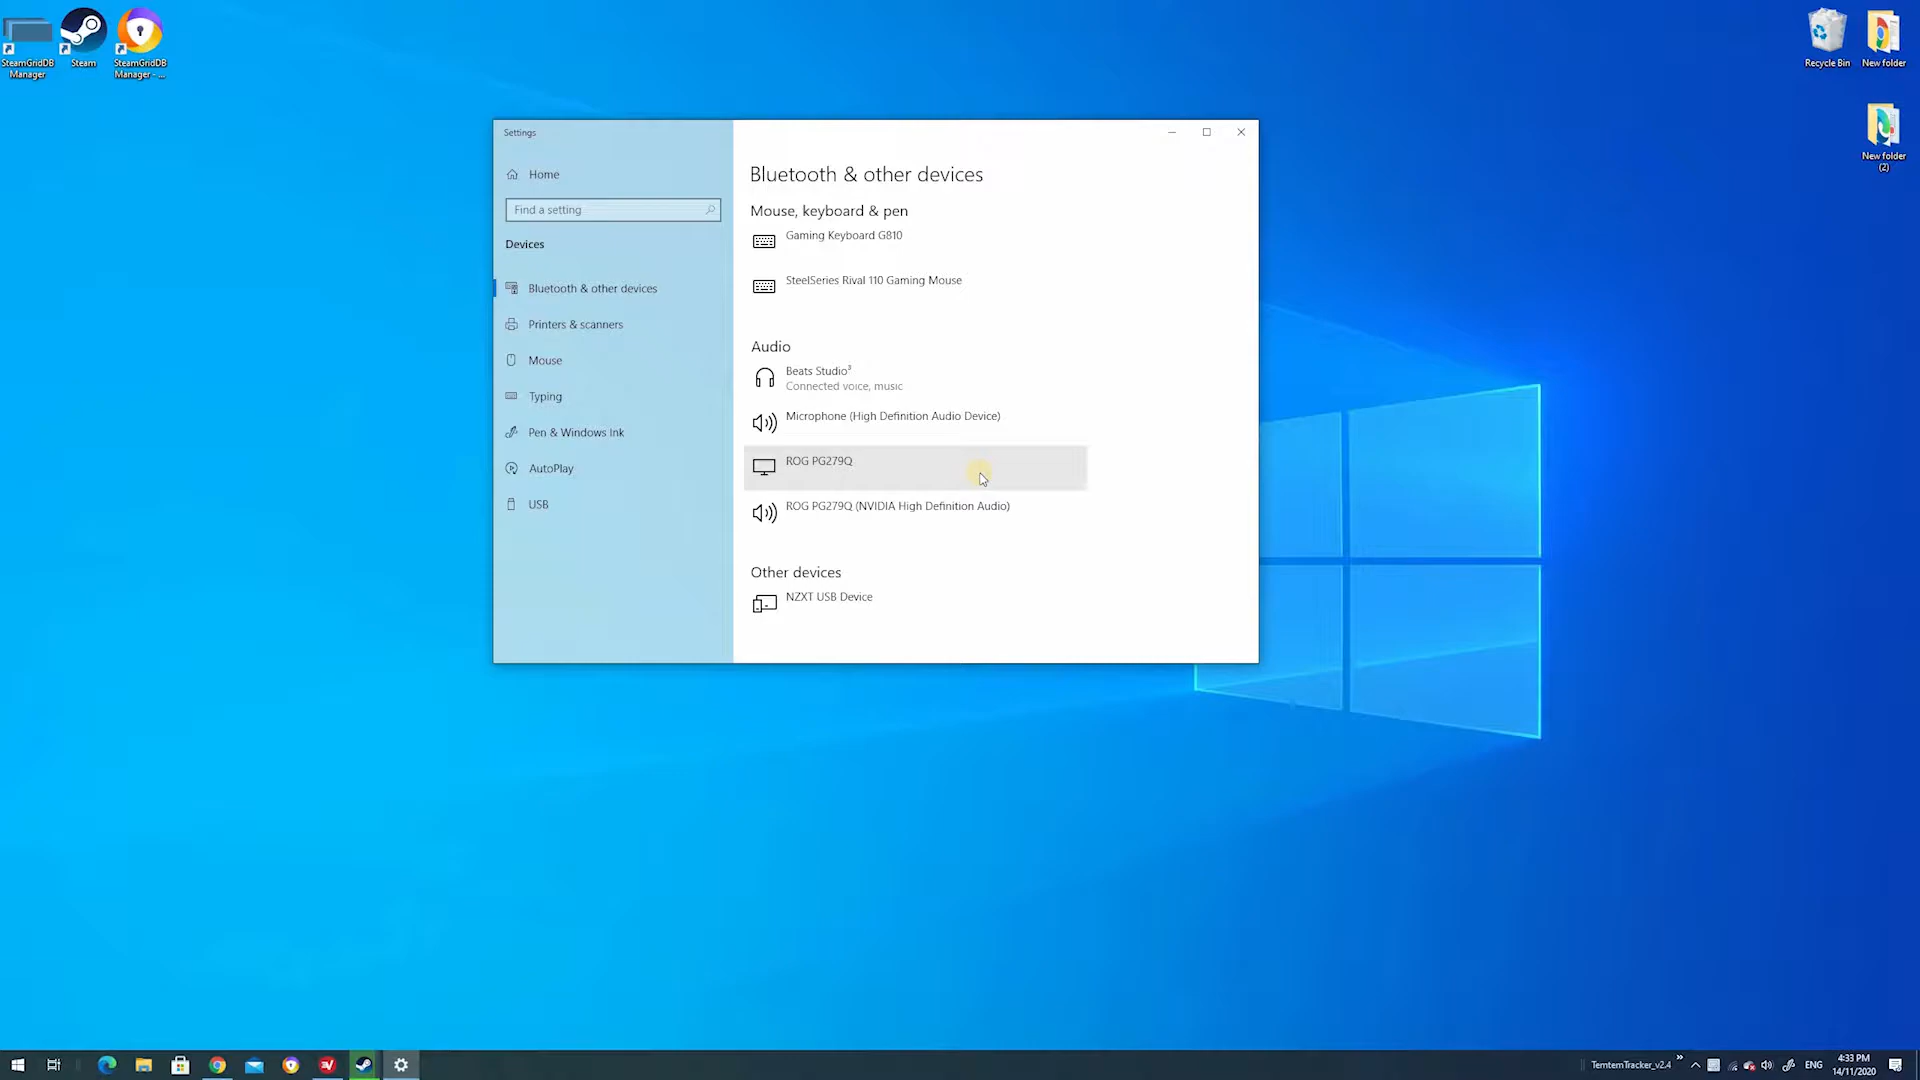 SteamGridDB
Manager
Steam
SteamGridDB
Manager - ...
Recycle Bin
New folder
New folder
(2)
Settings
Home
Find a setting
Devices
Bluetooth & other devices
Printers & scanners
Mouse
Typing
Pen & Windows Ink
AutoPlay
USB
Bluetooth & other devices
Mouse, keyboard & pen
Gaming Keyboard G810
SteelSeries Rival 110 Gaming Mouse
Audio
Beats Studio³
Connected voice, music
Microphone (High Definition Audio Device)
ROG PG279Q
ROG PG279Q (NVIDIA High Definition Audio)
Other devices
NZXT USB Device
TemtemTracker_v2.4
ENG
4:33 PM
14/11/2020